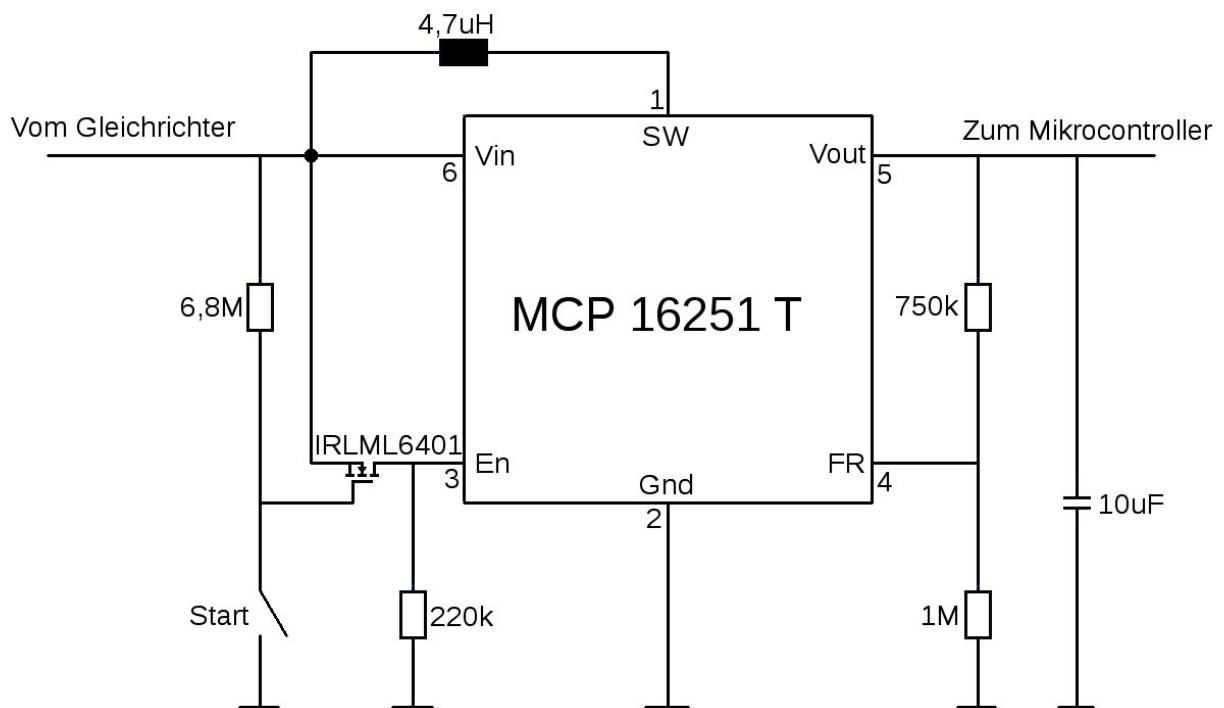 4,7uH
Vom Gleichrichter
1
SW
Zum Mikrocontroller
6
Vin
Vout
5
6,8M
MCP 16251 T
750k
IRLML6401
3
En
FR
4
Gnd
2
10uF
Start
220k
1M